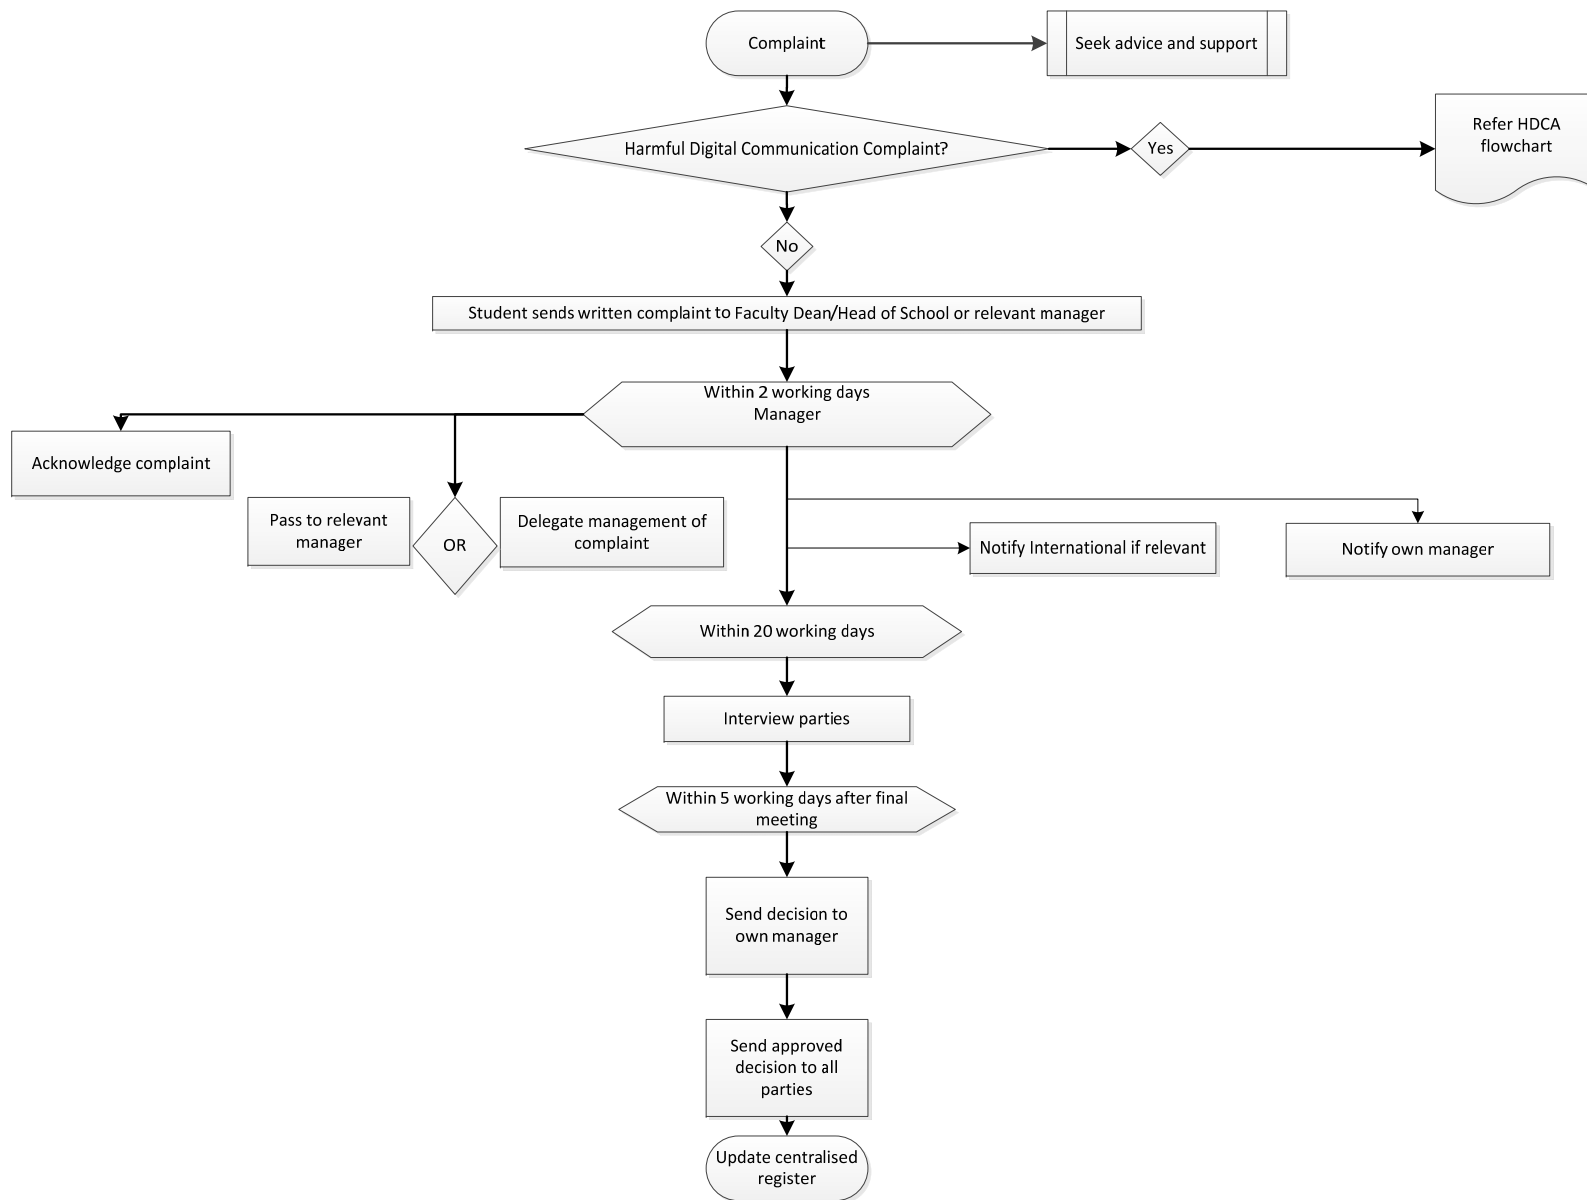 Complaint
Seek advice and support
Harmful Digital Communication Complaint?
Yes
Refer HDCA
flowchart
No
Student sends written complaint to Faculty Dean/Head of School or relevant manager
Within 2 working days
Manager
Acknowledge complaint
Pass to relevant
manager
OR
Delegate management of
complaint
Notify International if relevant
Notify own manager
Within 20 working days
Interview parties
Within 5 working days after final
meeting
Send decision to
own manager
Send approved
decision to all
parties
Update centralised
register